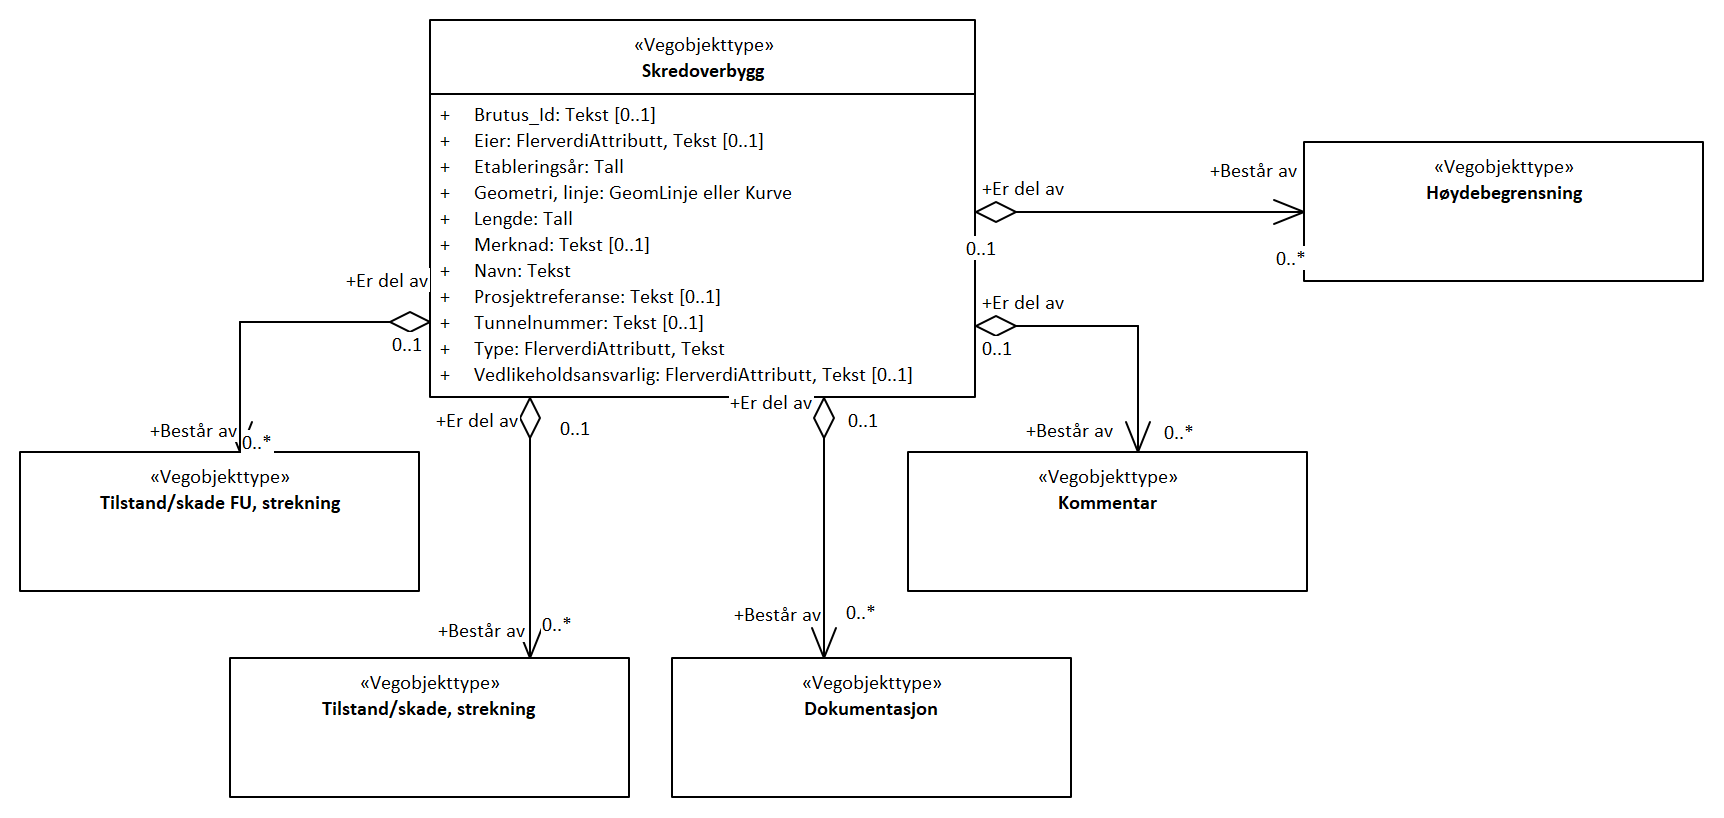 «Vegobjekttype»
Skredoverbygg
+ Brutus_Id: Tekst [0..1]
+ Eier: FlerverdiAttributt, Tekst [0..1]
+ Etableringsår: Tall
+ Geometri, linje: GeomLinje eller Kurve
+ Lengde: Tall
+ Merknad: Tekst [0..1]
+ Navn: Tekst
+ Prosjektreferanse: Tekst [0..1]
+ Tunnelnummer: Tekst [0..1]
+ Type: FlerverdiAttributt, Tekst
+ Vedlikeholdsansvarlig: FlerverdiAttributt, Tekst [0..1]
+Er del av
0..1
+Består av
0..*
«Vegobjekttype»
Høydebegrensning
+Er del av
0..1
+Består av
0..*
«Vegobjekttype»
Kommentar
+Er del av
0..1
+Består av
0..*
«Vegobjekttype»
Tilstand/skade FU, strekning
+Er del av
0..1
+Består av
0..*
«Vegobjekttype»
Tilstand/skade, strekning
+Er del av
0..1
+Består av
0..*
«Vegobjekttype»
Dokumentasjon